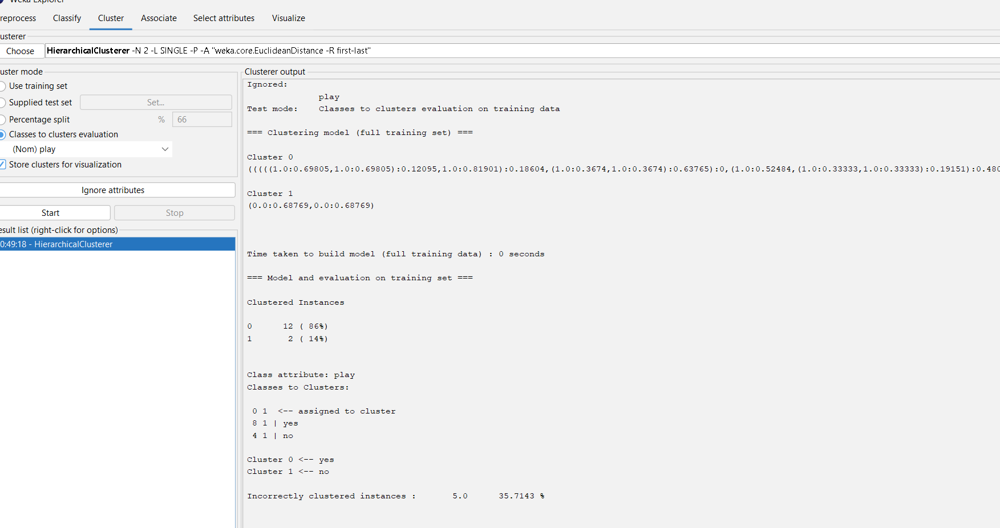 Weka Explorer
reprocess Classify Cluster Associate Select attributes Visualize
usterer
Choose HierarchicalClusterer -N 2 -L SINGLE -P -A "weka.core.EuclideanDistance -R first-last"
uster mode
Use training set
Supplied test set Set...
Percentage split % 66
Classes to clusters evaluation
(Nom) play
Store clusters for visualization
Ignore attributes
Start Stop
esult list (right-click for options)
0:49:18 - HierarchicalClusterer
Clusterer output
Ignored:
play
Test mode: Classes to clusters evaluation on training data
=== Clustering model (full training set) ===
Cluster 0
(((((1.0:0.69805,1.0:0.69805):0.12095,1.0:0.81901):0.18604,(1.0:0.3674,1.0:0.3674):0.63765):0,(1.0:0.52484,(1.0:0.33333,1.0:0.33333):0.19151):0.480
Cluster 1
(0.0:0.68769,0.0:0.68769)
Time taken to build model (full training data) : 0 seconds
=== Model and evaluation on training set ===
Clustered Instances
0 12 ( 86%)
1 2 ( 14%)
Class attribute: play
Classes to Clusters:
0 1 <-- assigned to cluster
8 1 | yes
4 1 | no
Cluster 0 <-- yes
Cluster 1 <-- no
Incorrectly clustered instances : 5.0 35.7143 %